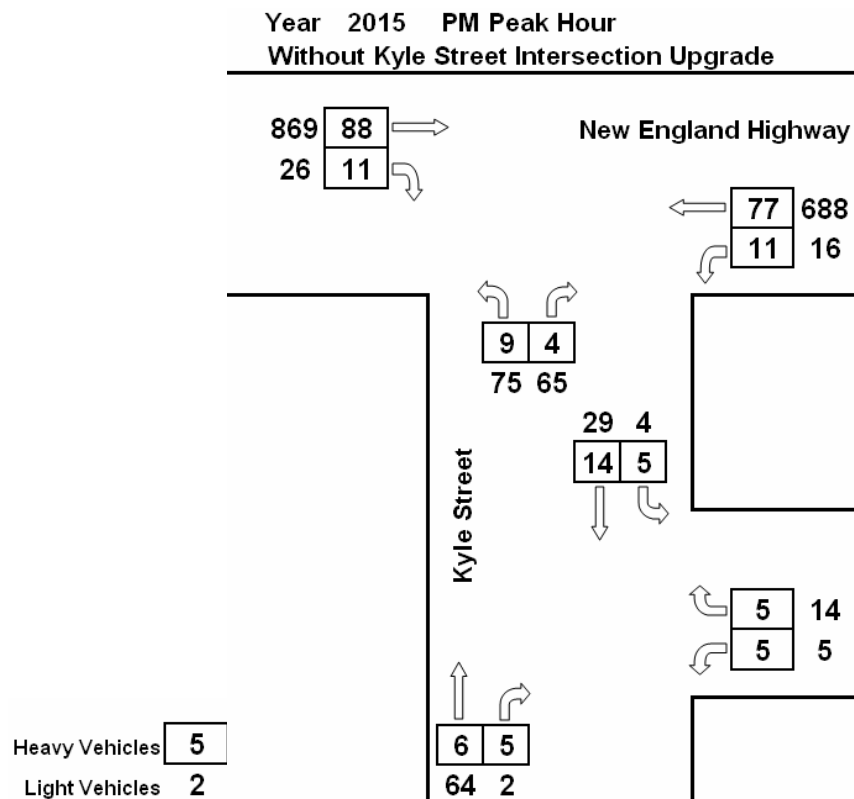 Year 2015 PM Peak Hour
Without Kyle Street Intersection Upgrade
869 88
New England Highway
26 11
77 688
11 16
9 4
75 65
29 4
14 5
Kyle Street
5 14
5 5
6 5
64 2
Heavy Vehicles 5
Light Vehicles 2